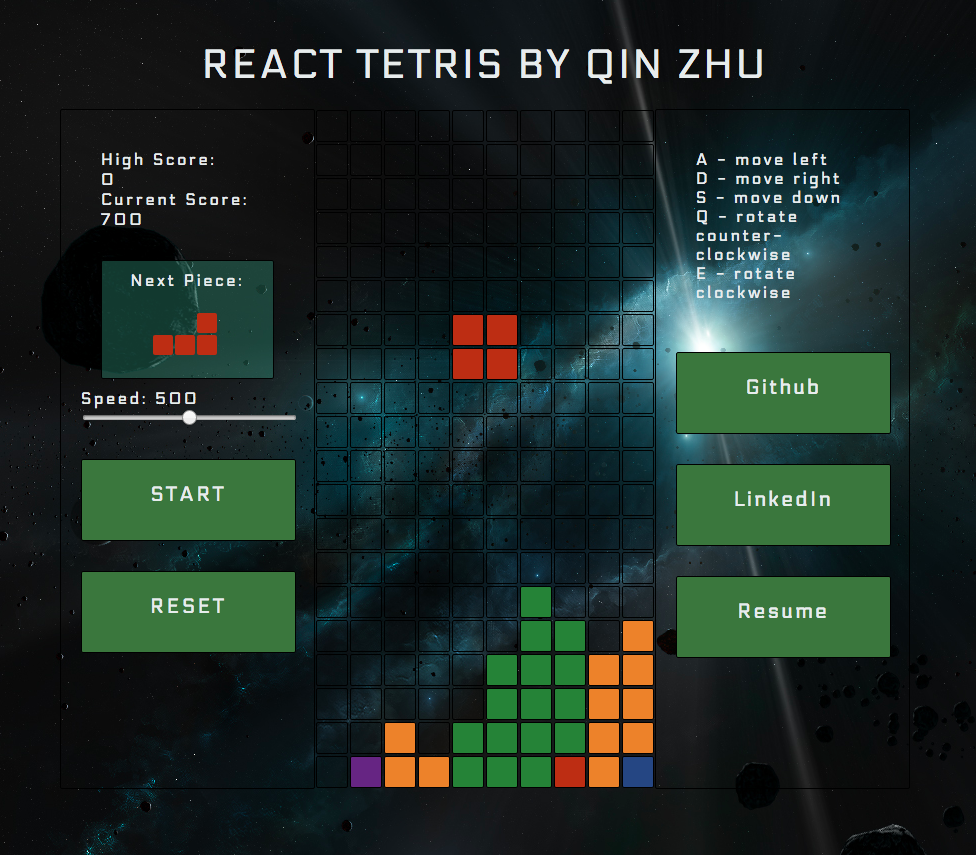 REACT TETRIS BY QIN ZHU
High Score:
0
Current Score:
700
Next Piece:
Speed: 500
START
RESET
A - move left
D - move right
S - move down
Q - rotate
counter-
clockwise
E - rotate
clockwise
Github
LinkedIn
Resume